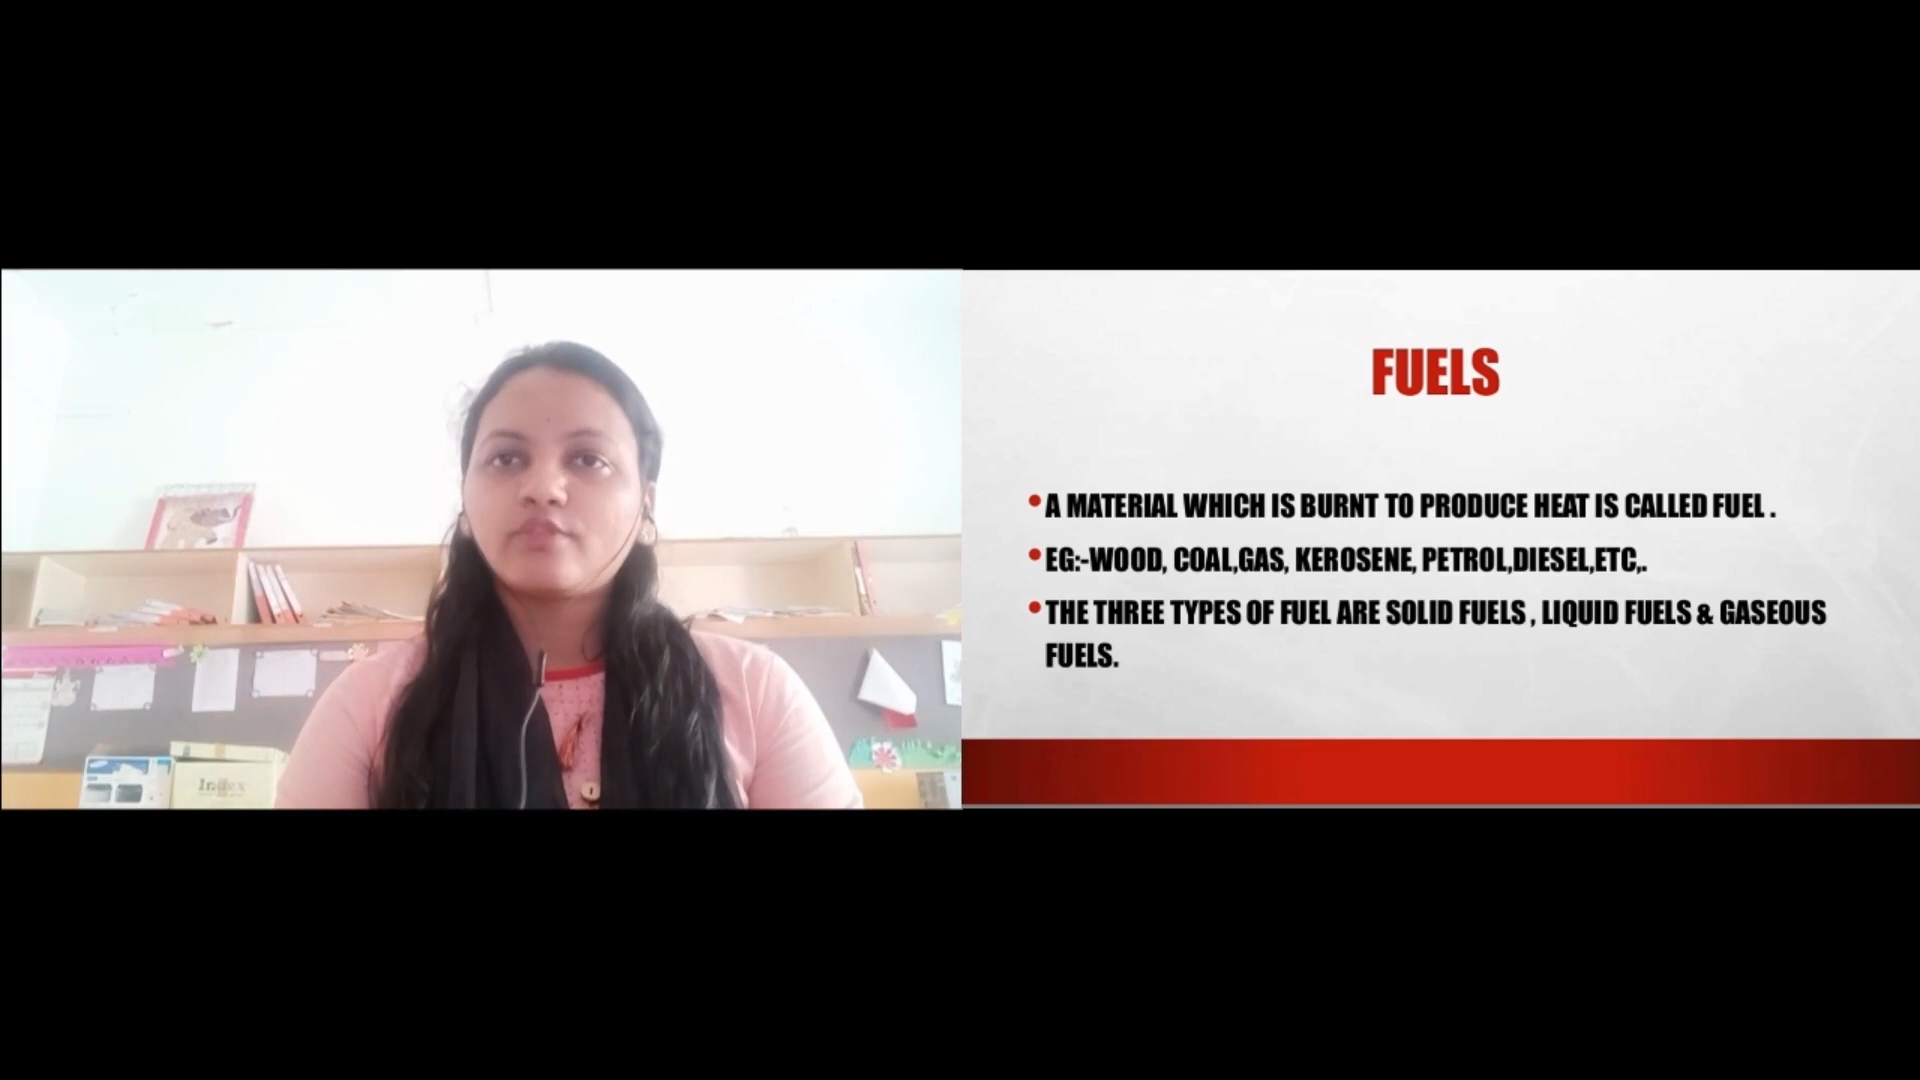 FUELS
•A MATERIAL WHICH IS BURNT TO PRODUCE HEAT IS CALLED FUEL .
•EG:-WOOD, COAL,GAS, KEROSENE, PETROL,DIESEL,ETC,.
•THE THREE TYPES OF FUEL ARE SOLID FUELS , LIQUID FUELS & GASEOUS
FUELS.
Index